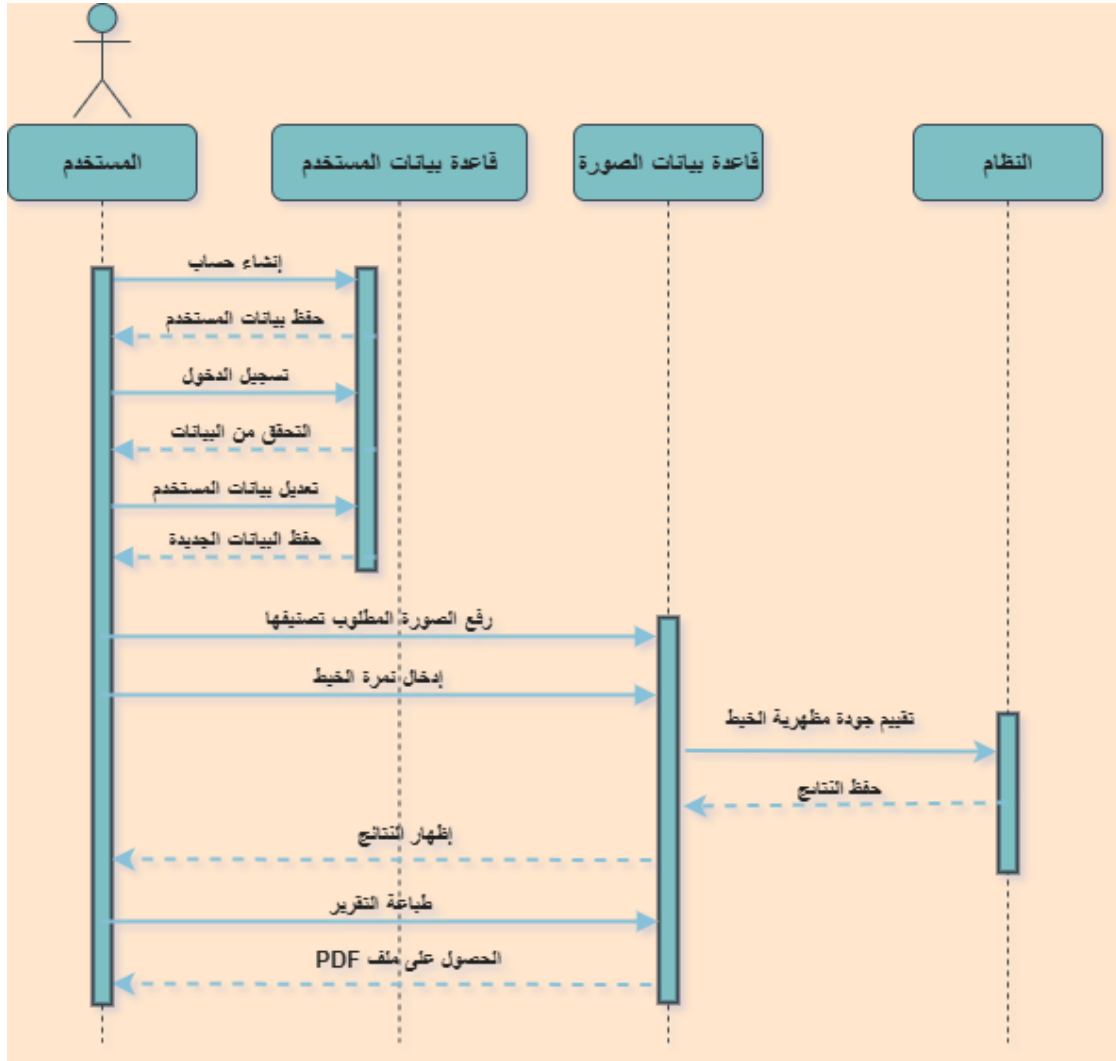 المستخدم
قاعدة بيانات المستخدم
قاعدة بيانات الصورة
النظام
إنشاء حساب
حفظ بيانات المستخدم
تسجيل الدخول
التحقق من البيانات
تعديل بيانات المستخدم
حفظ البيانات الجديدة
رفع الصورة المطلوب تصنيفها
إدخال نمرة الخيط
تقييم جودة مظهرية الخيط
حفظ النتائج
إظهار النتائج
طباعة التقرير
الحصول على ملف PDF